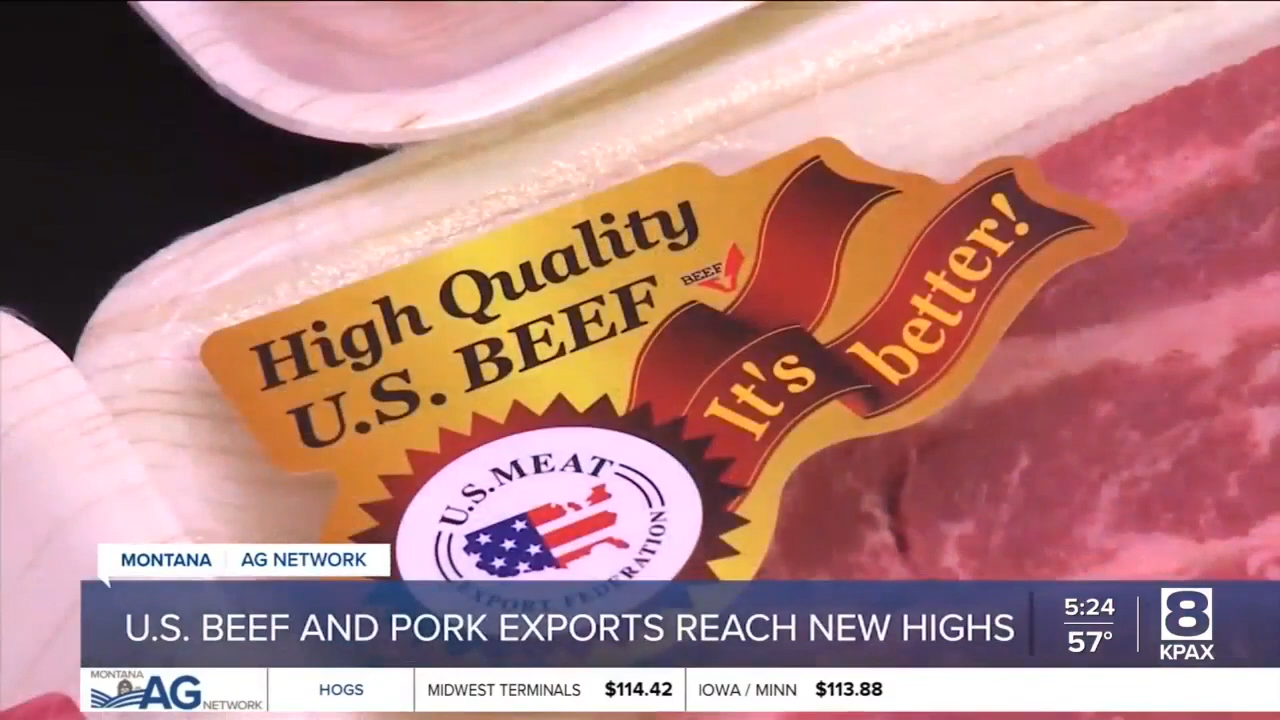 High Quality
U.S. BEEF
BEEF
It's better!
U.S. MEAT
EXPORT FEDERATION
MONTANA AG NETWORK
U.S. BEEF AND PORK EXPORTS REACH NEW HIGHS
5:24
57°
8
KPAX
MONTANA
AG
NETWORK
HOGS
MIDWEST TERMINALS $114.42
IOWA / MINN $113.88